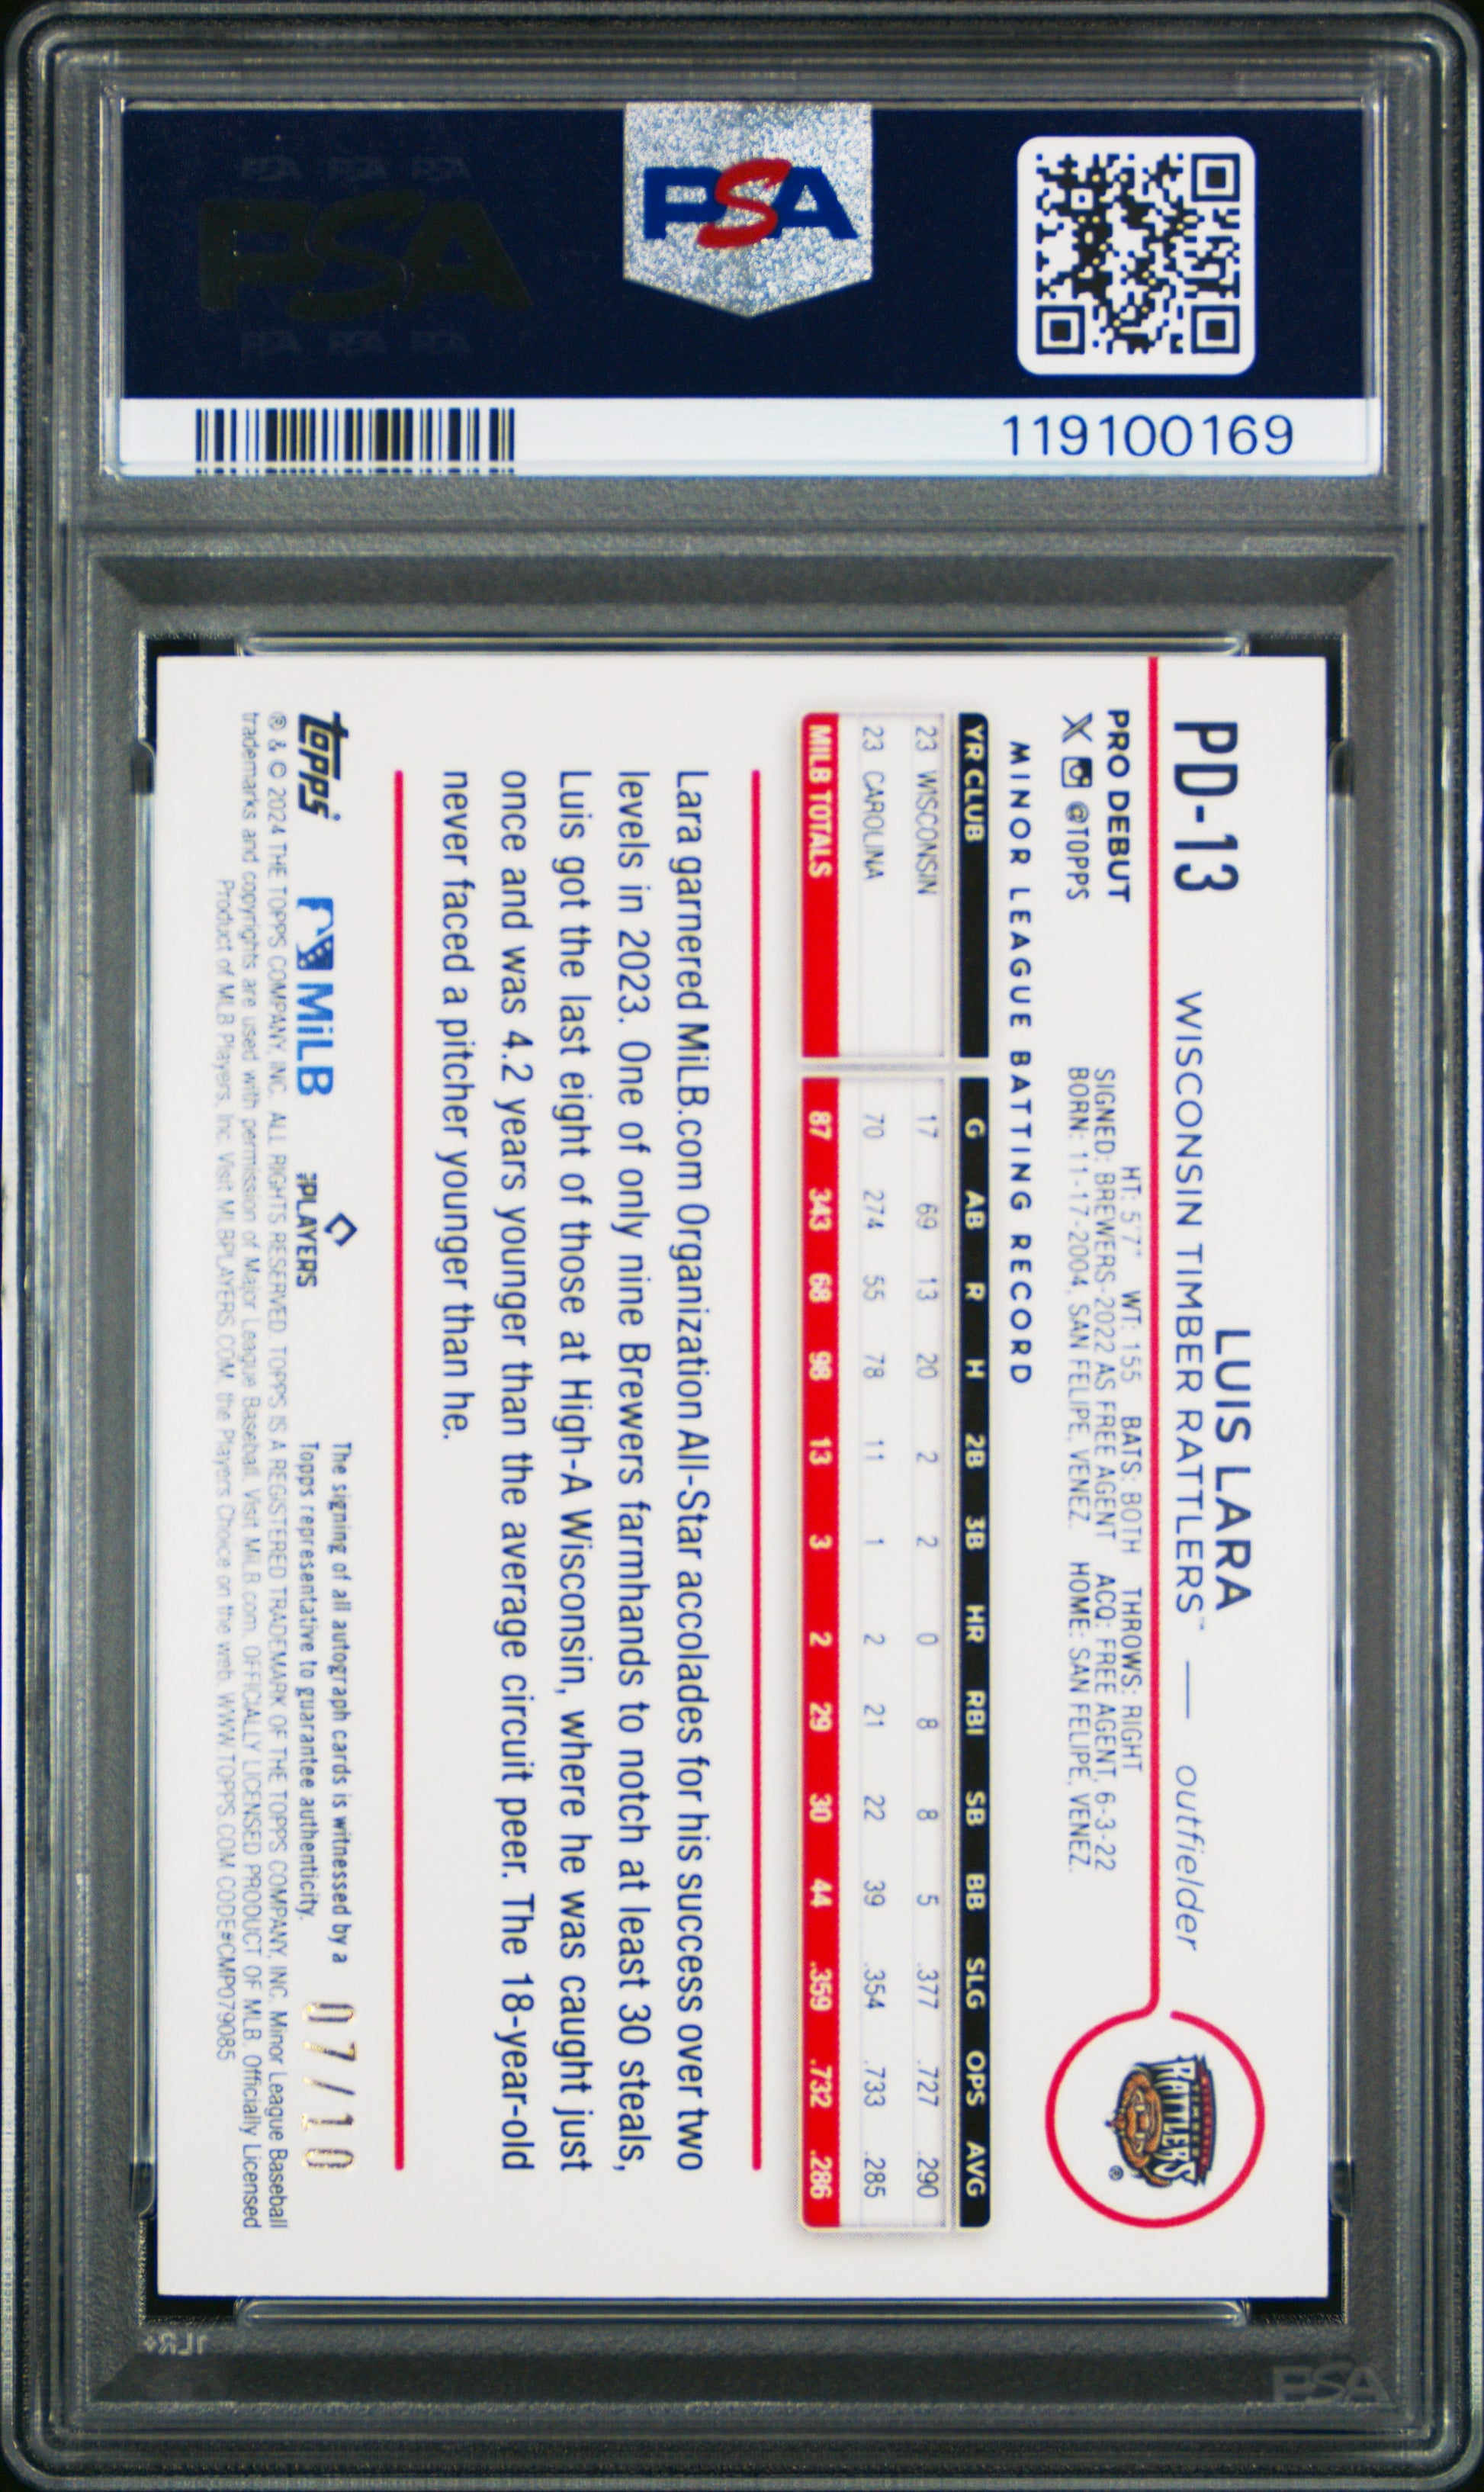 PSA
PSA
119100169
PD-13
LUIS LARA
WISCONSIN TIMBER RATTLERS™ — outfielder
RATTLERS ®
PRO DEBUT
X @TOPPS
HT: 5'7" WT: 155 BATS: BOTH THROWS: RIGHT
SIGNED: BREWERS-2022 AS FREE AGENT ACQ: FREE AGENT, 6-3-22
BORN: 11-17-2004, SAN FELIPE, VENEZ. HOME: SAN FELIPE, VENEZ.
MINOR LEAGUE BATTING RECORD
YR CLUB G AB R H 2B 3B HR RBI SB BB SLG OPS AVG
23 WISCONSIN 17 69 13 20 2 2 0 8 8 5 .377 .727 .290
23 CAROLINA 70 274 55 78 11 1 2 21 22 39 .354 .733 .285
MILB TOTALS 87 343 68 98 13 3 2 29 30 44 .359 .732 .286
Lara garnered MiLB.com Organization All-Star accolades for his success over two
levels in 2023. One of only nine Brewers farmhands to notch at least 30 steals,
Luis got the last eight of those at High-A Wisconsin, where he was caught just
once and was 4.2 years younger than the average circuit peer. The 18-year-old
never faced a pitcher younger than he.
topps MiLB MLB PLAYERS
The signing of all autograph cards is witnessed by a
Topps representative to guarantee authenticity.
07/10
® & © 2024 THE TOPPS COMPANY, INC. ALL RIGHTS RESERVED. TOPPS IS A REGISTERED TRADEMARK OF THE TOPPS COMPANY, INC. Minor League Baseball
trademarks and copyrights are used with permission of Major League Baseball. Visit MiLB.com. OFFICIALLY LICENSED PRODUCT OF MLB. Officially Licensed
Product of MLB Players, Inc. Visit MLBPLAYERS.COM, the Players Choice on the web. WWW.TOPPS.COM CODE#CMP079085
PSA